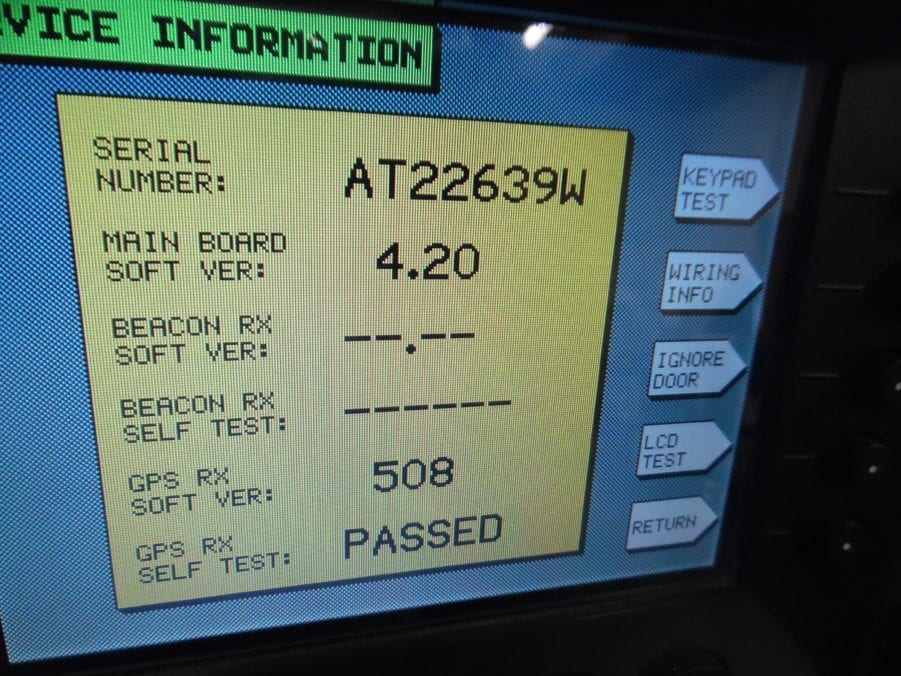 VICE INFORMATION
SERIAL
NUMBER: AT22639W
MAIN BOARD
SOFT VER: 4.20
BEACON RX
SOFT VER: --.--
BEACON RX
SELF TEST: ------
GPS RX
SOFT VER: 508
GPS RX
SELF TEST: PASSED
KEYPAD
TEST
WIRING
INFO
IGNORE
DOOR
LCD
TEST
RETURN